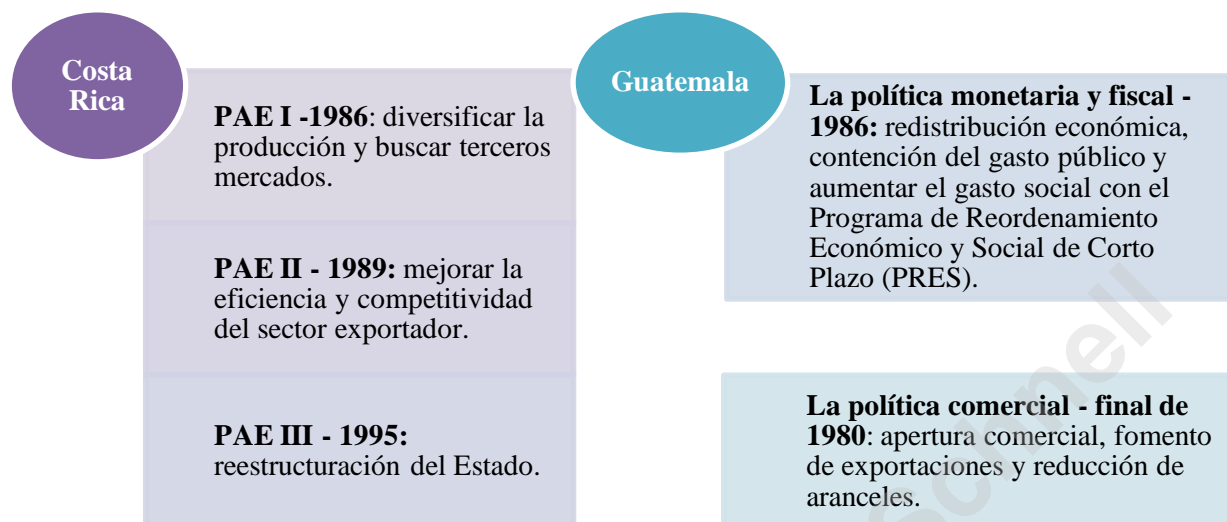 Costa
Rica
PAE I -1986: diversificar la
producción y buscar terceros
mercados.
PAE II - 1989: mejorar la
eficiencia y competitividad
del sector exportador.
PAE III - 1995:
reestructuración del Estado.
Guatemala
La política monetaria y fiscal -
1986: redistribución económica,
contención del gasto público y
aumentar el gasto social con el
Programa de Reordenamiento
Económico y Social de Corto
Plazo (PRES).
La política comercial - final de
1980: apertura comercial, fomento
de exportaciones y reducción de
aranceles.
Schnell